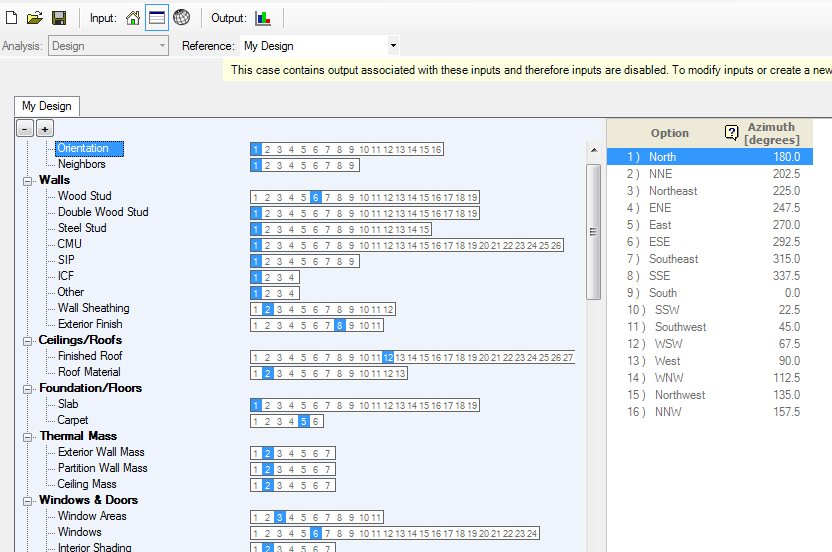 Input: Output:
Analysis: Design Reference: My Design
This case contains output associated with these inputs and therefore inputs are disabled. To modify inputs or create a new
My Design
- +
Orientation 1 2 3 4 5 6 7 8 9 10 11 12 13 14 15 16
Neighbors 1 2 3 4 5 6 7 8 9
Walls
Wood Stud 1 2 3 4 5 6 7 8 9 10 11 12 13 14 15 16 17 18 19
Double Wood Stud 1 2 3 4 5 6 7 8 9 10 11 12 13 14 15 16 17 18 19
Steel Stud 1 2 3 4 5 6 7 8 9 10 11 12 13 14 15
CMU 1 2 3 4 5 6 7 8 9 10 11 12 13 14 15 16 17 18 19 20 21 22 23 24 25 26
SIP 1 2 3 4 5 6 7 8 9
ICF 1 2 3 4
Other 1 2 3 4
Wall Sheathing 1 2 3 4 5 6 7 8 9 10 11 12
Exterior Finish 1 2 3 4 5 6 7 8 9 10 11
Ceilings/Roofs
Finished Roof 1 2 3 4 5 6 7 8 9 10 11 12 13 14 15 16 17 18 19 20 21 22 23 24 25 26 27
Roof Material 1 2 3 4 5 6 7 8 9 10 11 12 13
Foundation/Floors
Slab 1 2 3 4 5 6 7 8 9 10 11 12 13 14 15 16 17 18 19
Carpet 1 2 3 4 5 6
Thermal Mass
Exterior Wall Mass 1 2 3 4 5 6 7
Partition Wall Mass 1 2 3 4 5 6 7
Ceiling Mass 1 2 3 4 5 6 7
Windows & Doors
Window Areas 1 2 3 4 5 6 7 8 9 10 11
Windows 1 2 3 4 5 6 7 8 9 10 11 12 13 14 15 16 17 18 19 20 21 22 23 24
Interior Shading 1 2 3 4 5 6 7
Option ? Azimuth
[degrees]
1 ) North 180.0
2 ) NNE 202.5
3 ) Northeast 225.0
4 ) ENE 247.5
5 ) East 270.0
6 ) ESE 292.5
7 ) Southeast 315.0
8 ) SSE 337.5
9 ) South 0.0
10 ) SSW 22.5
11 ) Southwest 45.0
12 ) WSW 67.5
13 ) West 90.0
14 ) WNW 112.5
15 ) Northwest 135.0
16 ) NNW 157.5